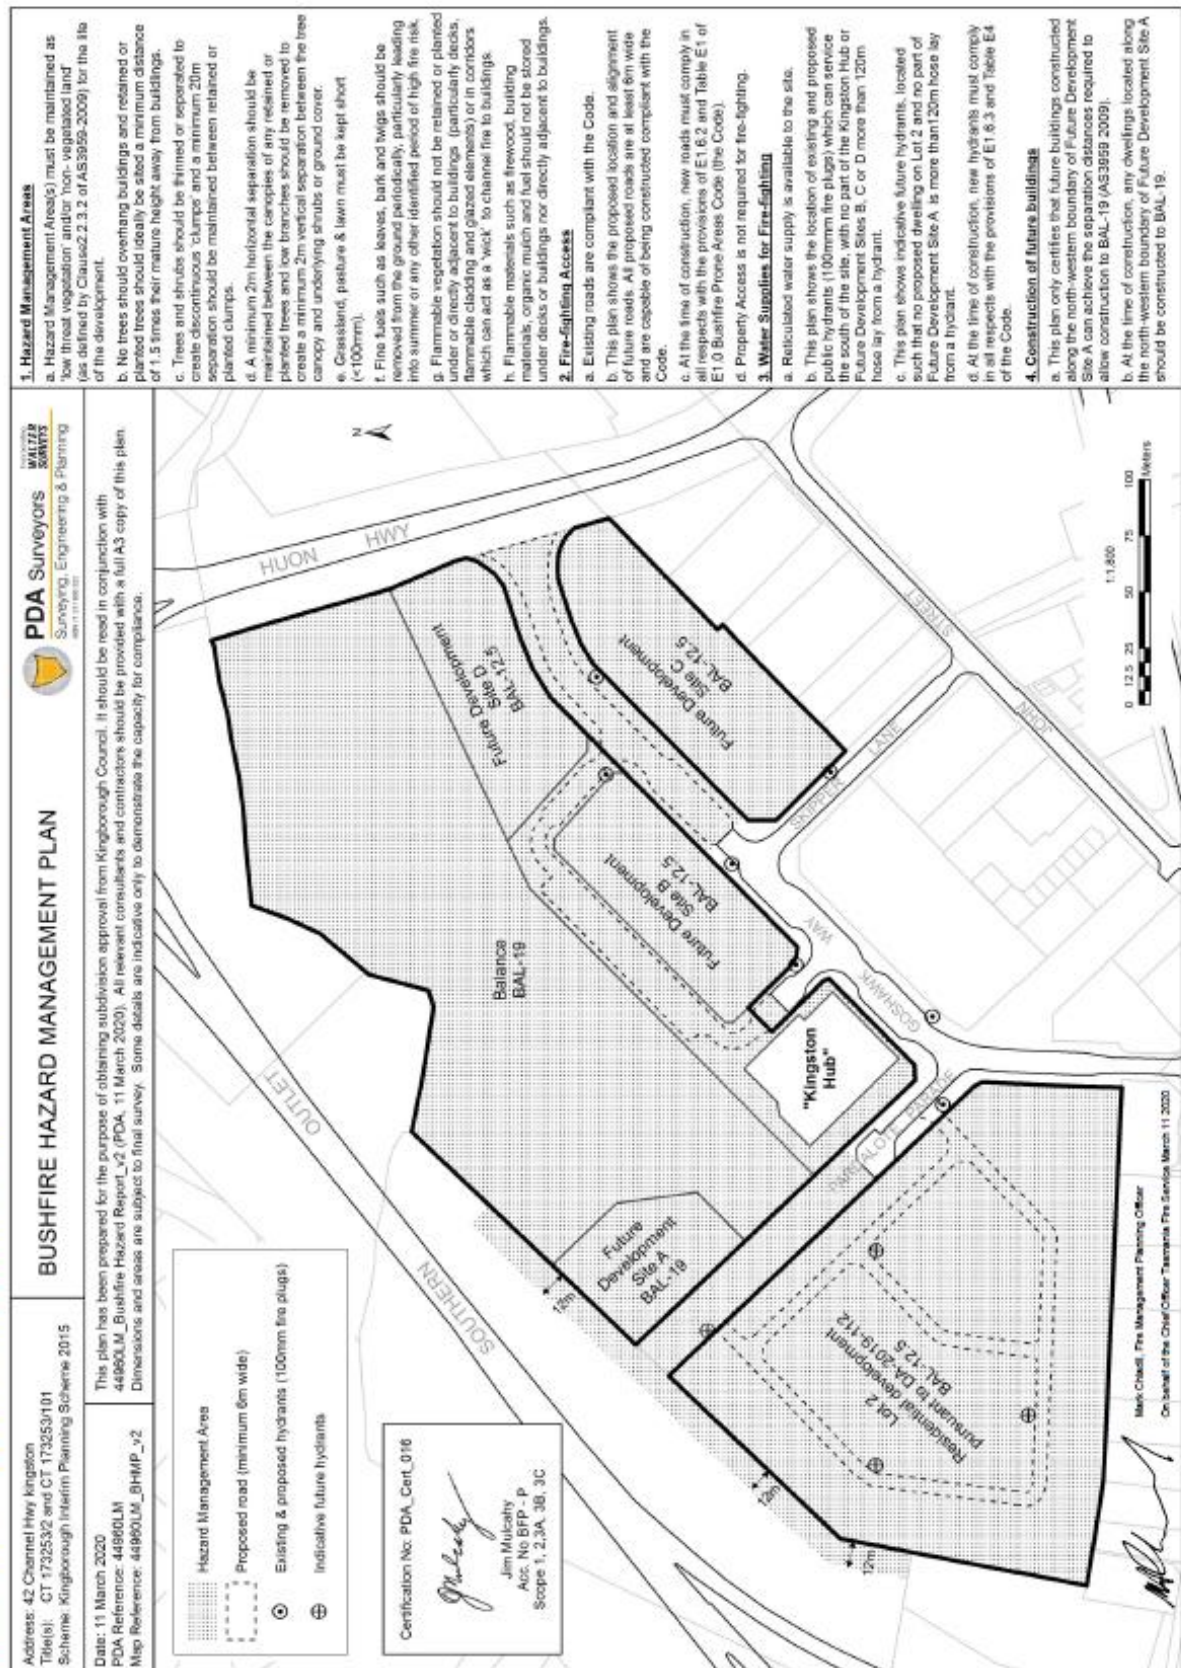 Address: 42 Channel Hwy Kingston
Title(s): CT 173253/2 and CT 173253/101
Scheme: Kingborough Interim Planning Scheme 2015
Date: 11 March 2020
PDA Reference: 44960LM
Map Reference: 44960LM_BHMP_v2
BUSHFIRE HAZARD MANAGEMENT PLAN
PDA Surveyors
Surveying, Engineering & Planning
WALTER
SURVEYS
This plan has been prepared for the purpose of obtaining subdivision approval from Kingborough Council. It should be read in conjunction with
44960LM_Bushfire Hazard Report_v2 (PDA, 11 March 2020). All relevant consultants and contractors should be provided with a full A3 copy of this plan.
Dimensions and areas are subject to final survey. Some details are indicative only to demonstrate the capacity for compliance.
Hazard Management Area
Proposed road (minimum 6m wide)
Existing & proposed hydrants (100mm fire plugs)
Indicative future hydrants
Certification No: PDA_Cert_016
Jim Mulcahy
Acc. No BFP - P
Scope 1, 2,3A, 3B, 3C
SOUTHERN
OUTLET
HUON
HWY
N
Balance
BAL-19
Future Development
Site D
BAL-12.5
Future Development
Site C
BAL-12.5
Future Development
Site B
BAL-12.5
Future
Development
Site A
BAL-19
"Kingston
Hub"
Lot 2
Residential development
pursuant to DA-2019-112
BAL-12.5
12m
12m
12m
PARDALOTE PARADE
GOSHAWK
WAY
SKIPPER
LANE
JOHN
STREET
1:1,800
0 12.5 25 50 75 100
Meters
Mark Chladil, Fire Management Planning Officer
On behalf of the Chief Officer Tasmania Fire Service March 11 2020
1. Hazard Management Areas
a. Hazard Management Area(s) must be maintained as
'low threat vegetation' and/or 'non- vegetated land'
(as defined by Clause2.2.3.2 of AS3959-2009) for the life
of the development.
b. No trees should overhang buildings and retained or
planted trees should ideally be sited a minimum distance
of 1.5 times their mature height away from buildings.
c. Trees and shrubs should be thinned or separated to
create discontinuous 'clumps' and a minimum 20m
separation should be maintained between retained or
planted clumps.
d. A minimum 2m horizontal separation should be
maintained between the canopies of any retained or
planted trees and low branches should be removed to
create a minimum 2m vertical separation between the tree
canopy and underlying shrubs or ground cover.
e. Grassland, pasture & lawn must be kept short
(<100mm).
f. Fine fuels such as leaves, bark and twigs should be
removed from the ground periodically, particularly leading
into summer or any other identified period of high fire risk.
g. Flammable vegetation should not be retained or planted
under or directly adjacent to buildings (particularly decks,
flammable cladding and glazed elements) or in corridors
which can act as a 'wick' to channel fire to buildings.
h. Flammable materials such as firewood, building
materials, organic mulch and fuel should not be stored
under decks or buildings nor directly adjacent to buildings.
2. Fire-fighting Access
a. Existing roads are compliant with the Code.
b. This plan shows the proposed location and alignment
of future roads. All proposed roads are at least 6m wide
and are capable of being constructed compliant with the
Code.
c. At the time of construction, new roads must comply in
all respects with the provisions of E1.6.2 and Table E1 of
E1.0 Bushfire Prone Areas Code (the Code).
d. Property Access is not required for fire-fighting.
3. Water Supplies for Fire-fighting
a. Reticulated water supply is available to the site.
b. This plan shows the location of existing and proposed
public hydrants (100mm fire plugs) which can service
the south of the site, with no part of the Kingston Hub or
Future Development Sites B, C or D more than 120m
hose lay from a hydrant.
c. This plan shows indicative future hydrants, located
such that no proposed dwelling on Lot 2 and no part of
Future Development Site A is more than120m hose lay
from a hydrant.
d. At the time of construction, new hydrants must comply
in all respects with the provisions of E1.6.3 and Table E4
of the Code.
4. Construction of future buildings
a. This plan only certifies that future buildings constructed
along the north-western boundary of Future Development
Site A can achieve the separation distances required to
allow construction to BAL-19 (AS3959 2009).
b. At the time of construction, any dwellings located along
the north-western boundary of Future Development Site A
should be constructed to BAL-19.